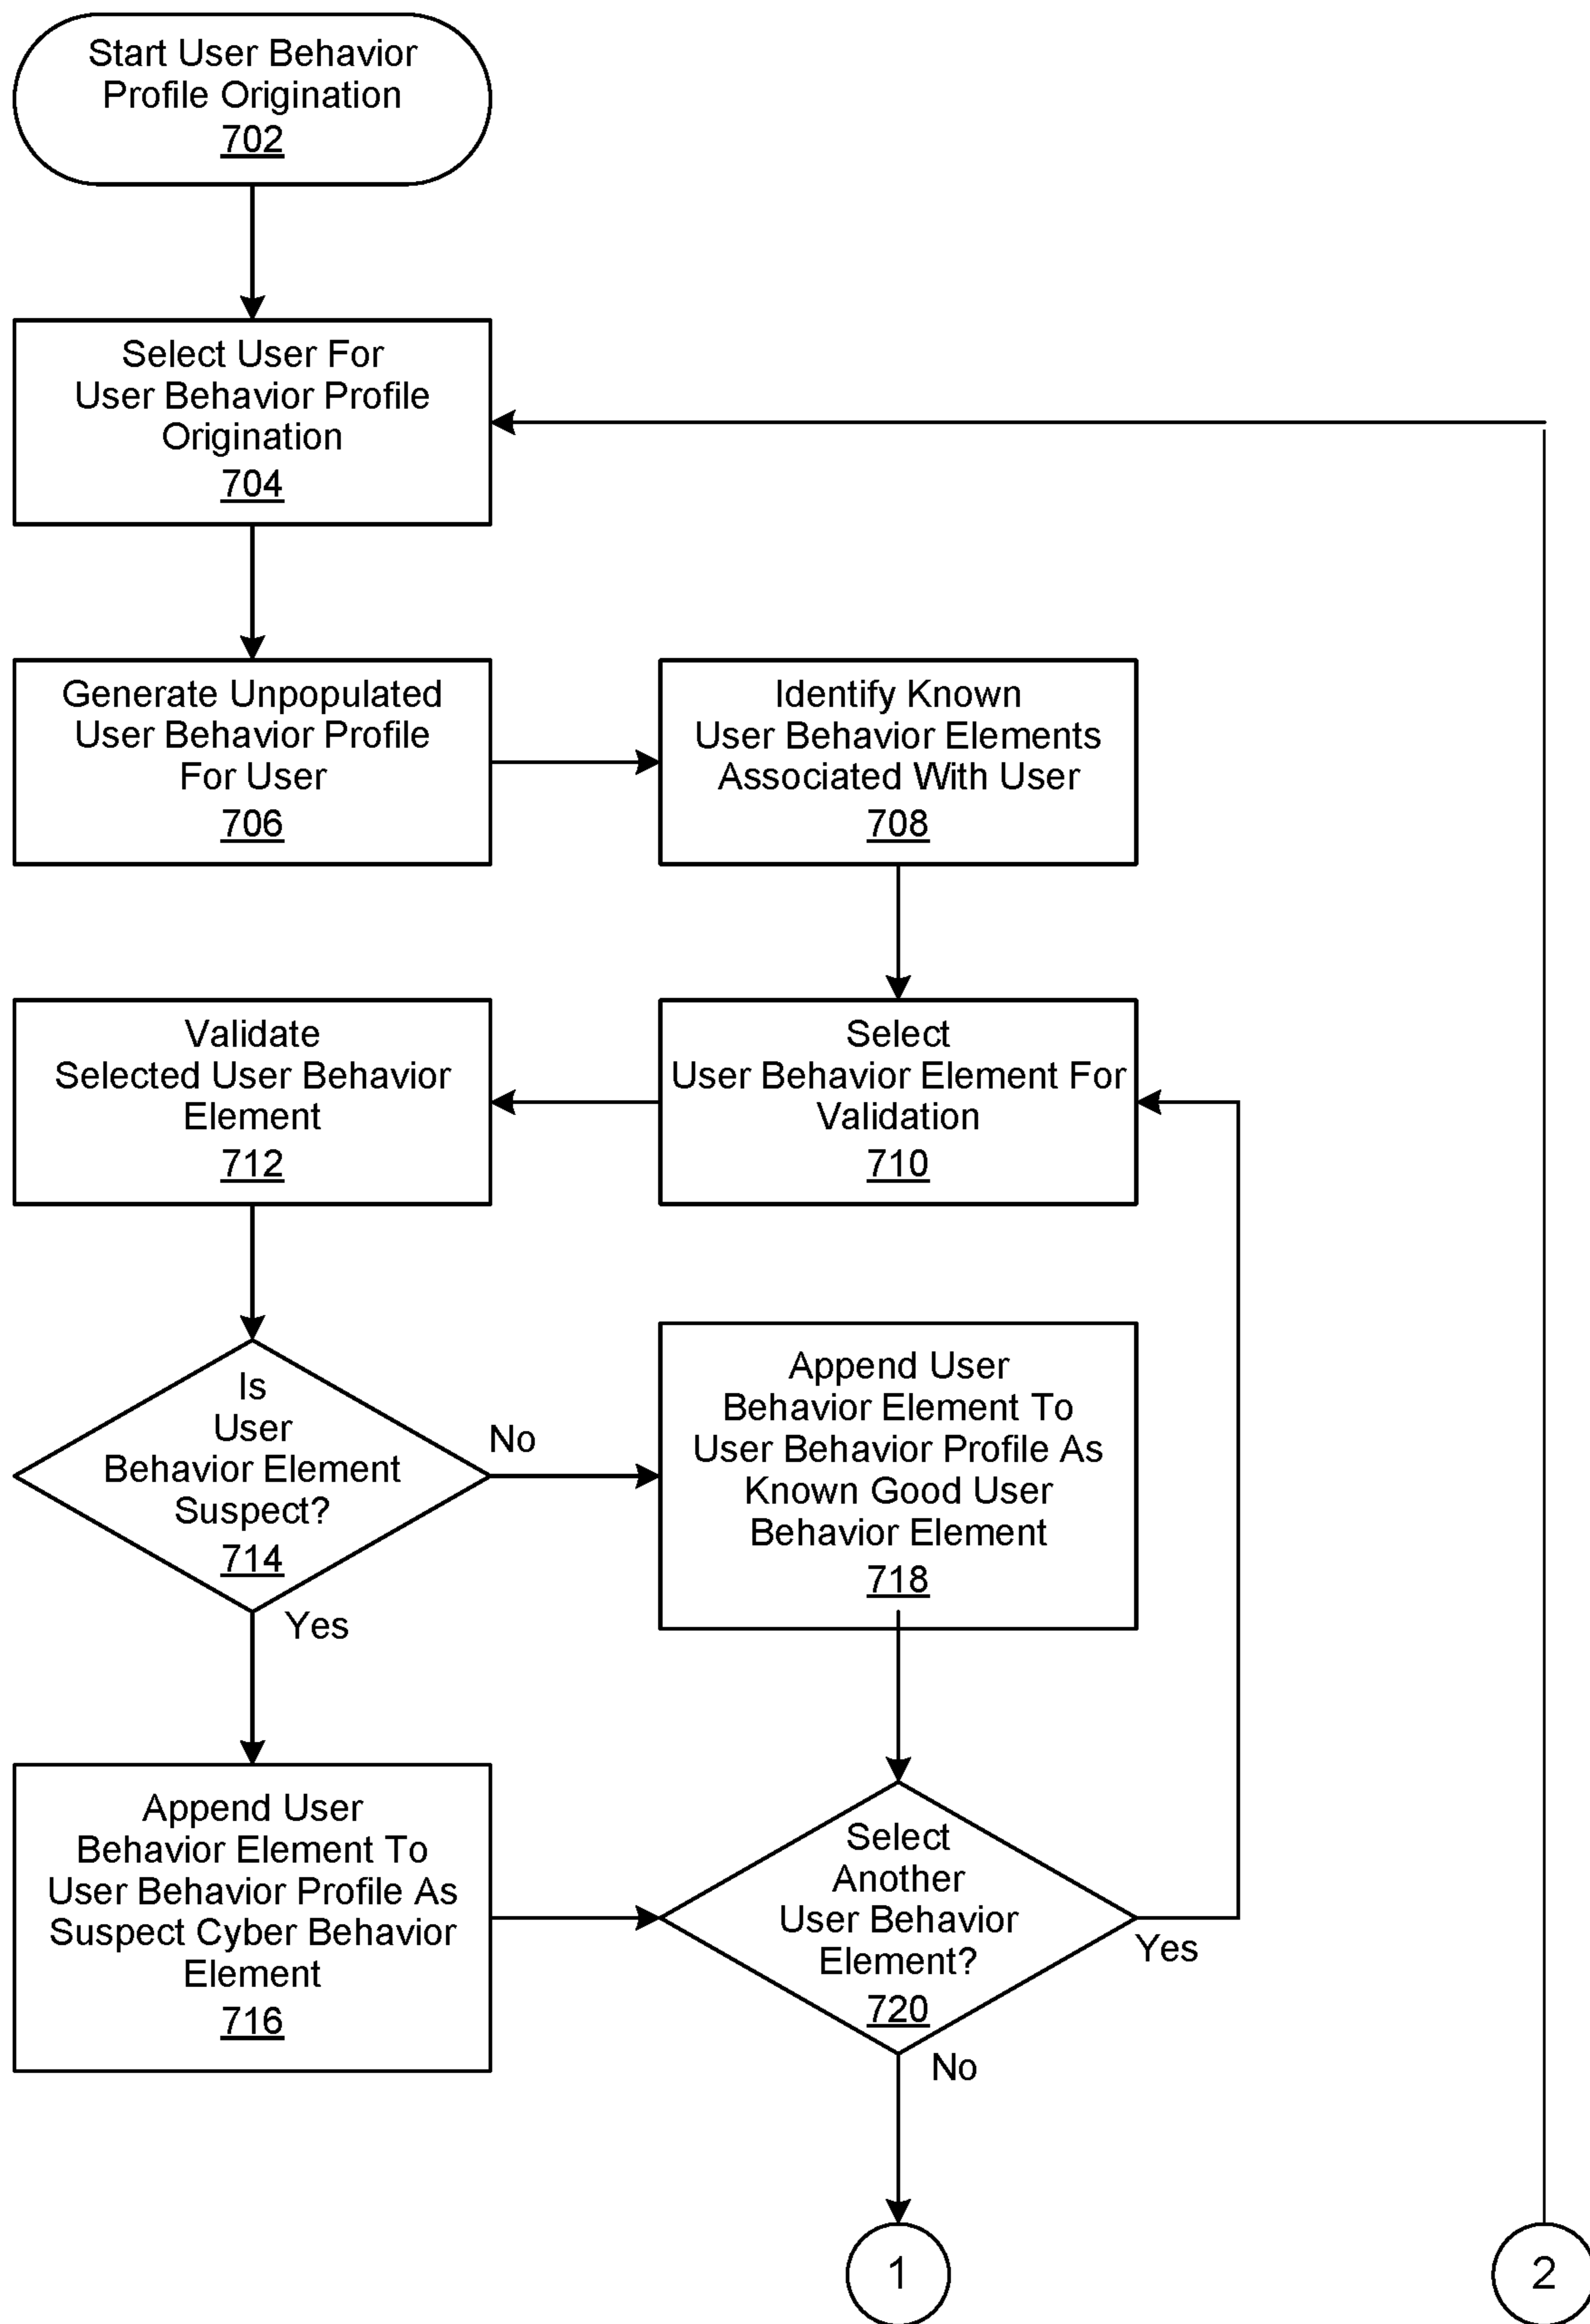 Start User Behavior
Profile Origination
702
Select User For
User Behavior Profile
Origination
704
Generate Unpopulated
User Behavior Profile
For User
706
Identify Known
User Behavior Elements
Associated With User
708
Select
User Behavior Element For
Validation
710
Validate
Selected User Behavior
Element
712
Is
User
Behavior Element
Suspect?
714
No
Yes
Append User
Behavior Element To
User Behavior Profile As
Known Good User
Behavior Element
718
Append User
Behavior Element To
User Behavior Profile As
Suspect Cyber Behavior
Element
716
Select
Another
User Behavior
Element?
720
Yes
No
1
2